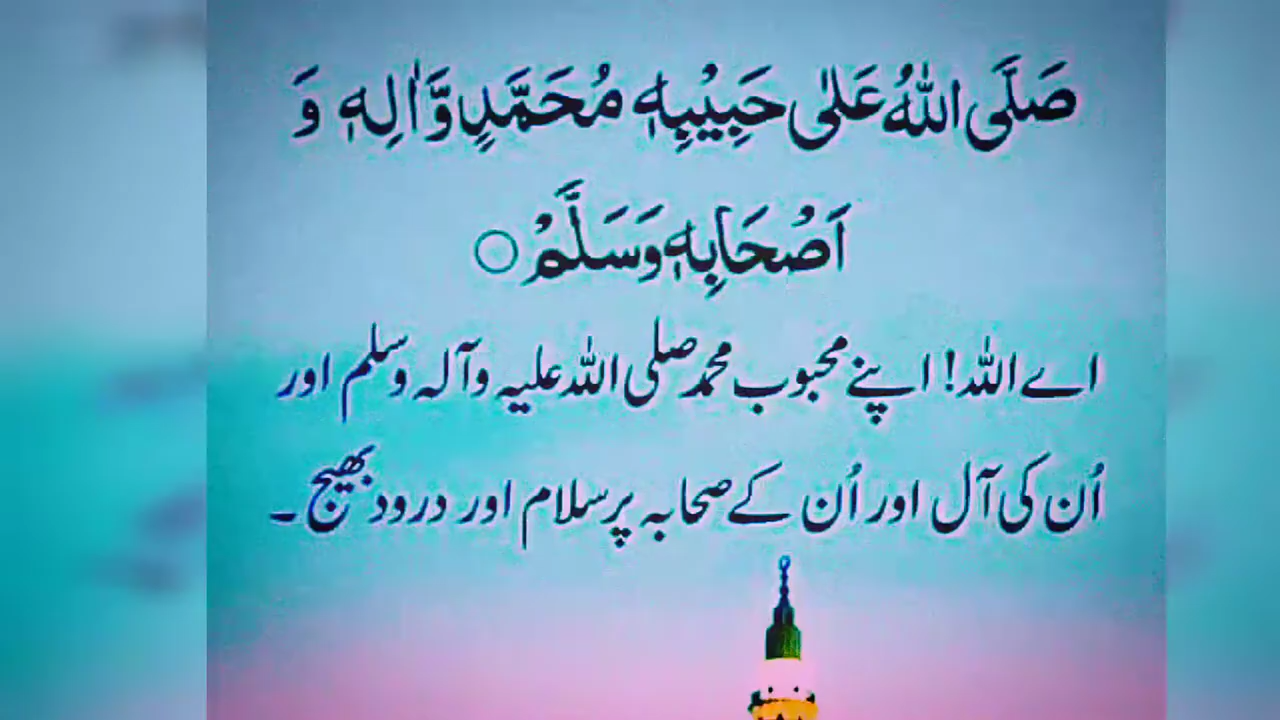 صَلَّى اللهُ عَلٰى حَبِيْبِهٖ مُحَمَّدٍ وَّاٰلِهٖ وَ
اَصْحَابِهٖ وَسَلَّمْ ○
اے اللہ! اپنے محبوب محمد صلی اللہ علیہ وآلہ وسلم اور
اُن کی آل اور اُن کے صحابہ پر سلام اور درود بھیج ۔